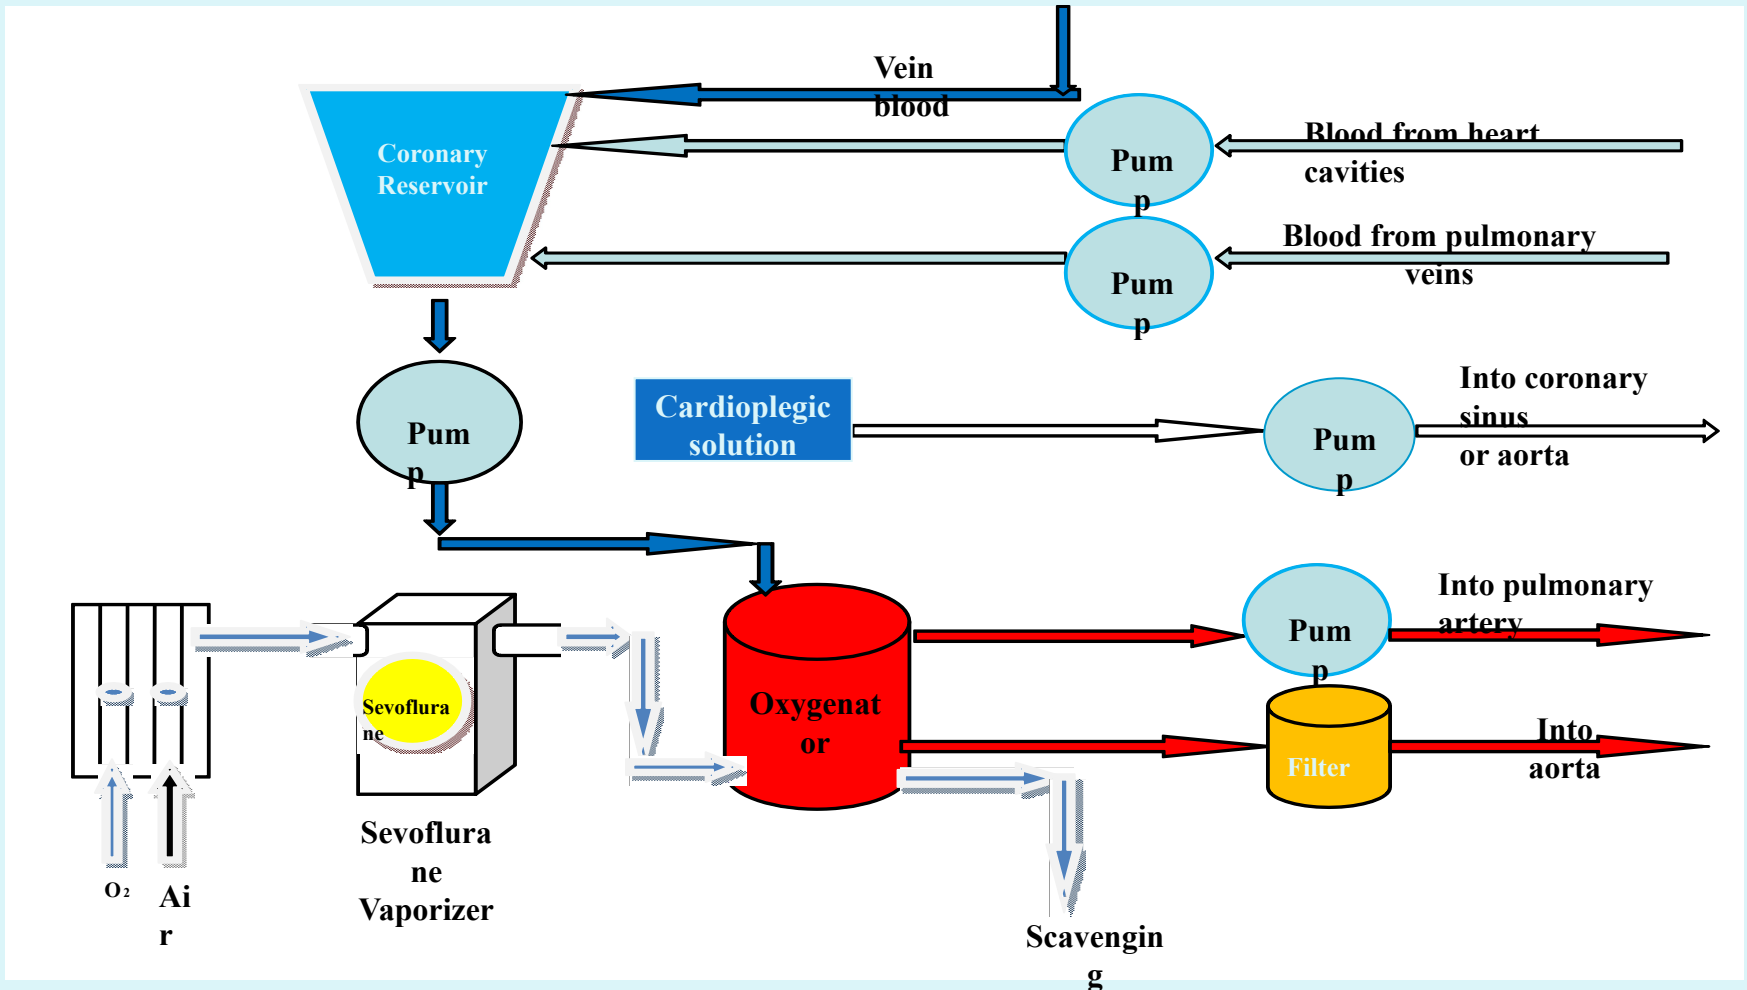 Vein
blood
Coronary
Reservoir
Pum
p
Blood from heart
cavities
Pum
p
Blood from pulmonary
veins
Pum
p
Cardioplegic
solution
Pum
p
Into coronary
sinus
or aorta
Sevoflura
ne
Oxygenat
or
Pum
p
Into pulmonary
artery
Filter
Into
aorta
O₂
Ai
r
Sevoflura
ne
Vaporizer
Scavengin
g